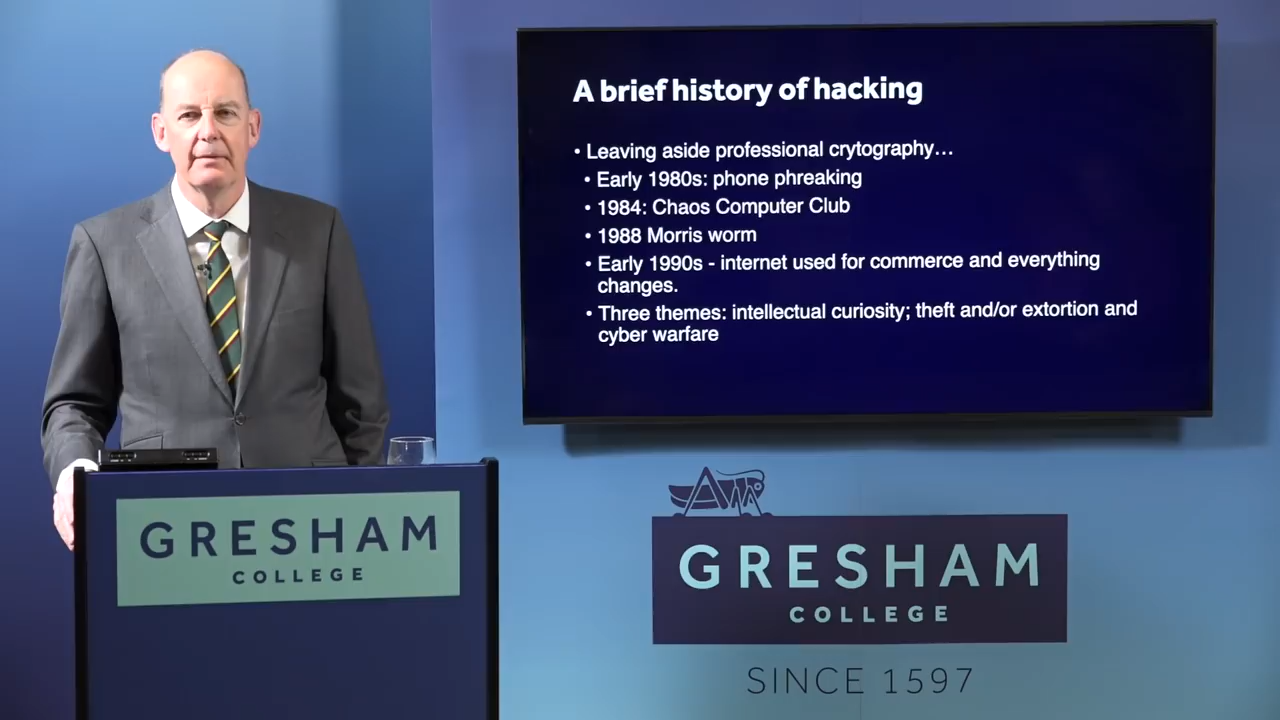 A brief history of hacking
• Leaving aside professional crytography…
• Early 1980s: phone phreaking
• 1984: Chaos Computer Club
• 1988 Morris worm
• Early 1990s - internet used for commerce and everything
changes.
• Three themes: intellectual curiosity; theft and/or extortion and
cyber warfare
GRESHAM
COLLEGE
GRESHAM
COLLEGE
SINCE 1597